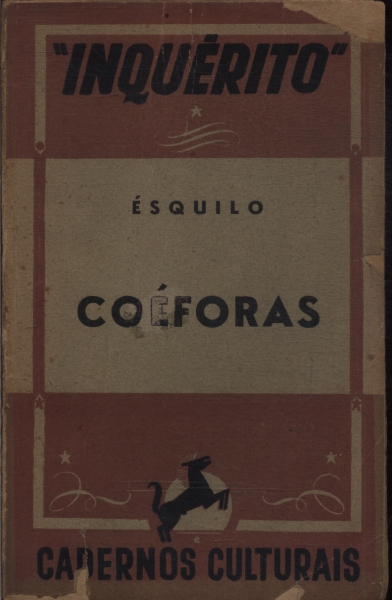 "INQUÉRITO"
ÉSQUILO
COÉFORAS
CADERNOS CULTURAIS